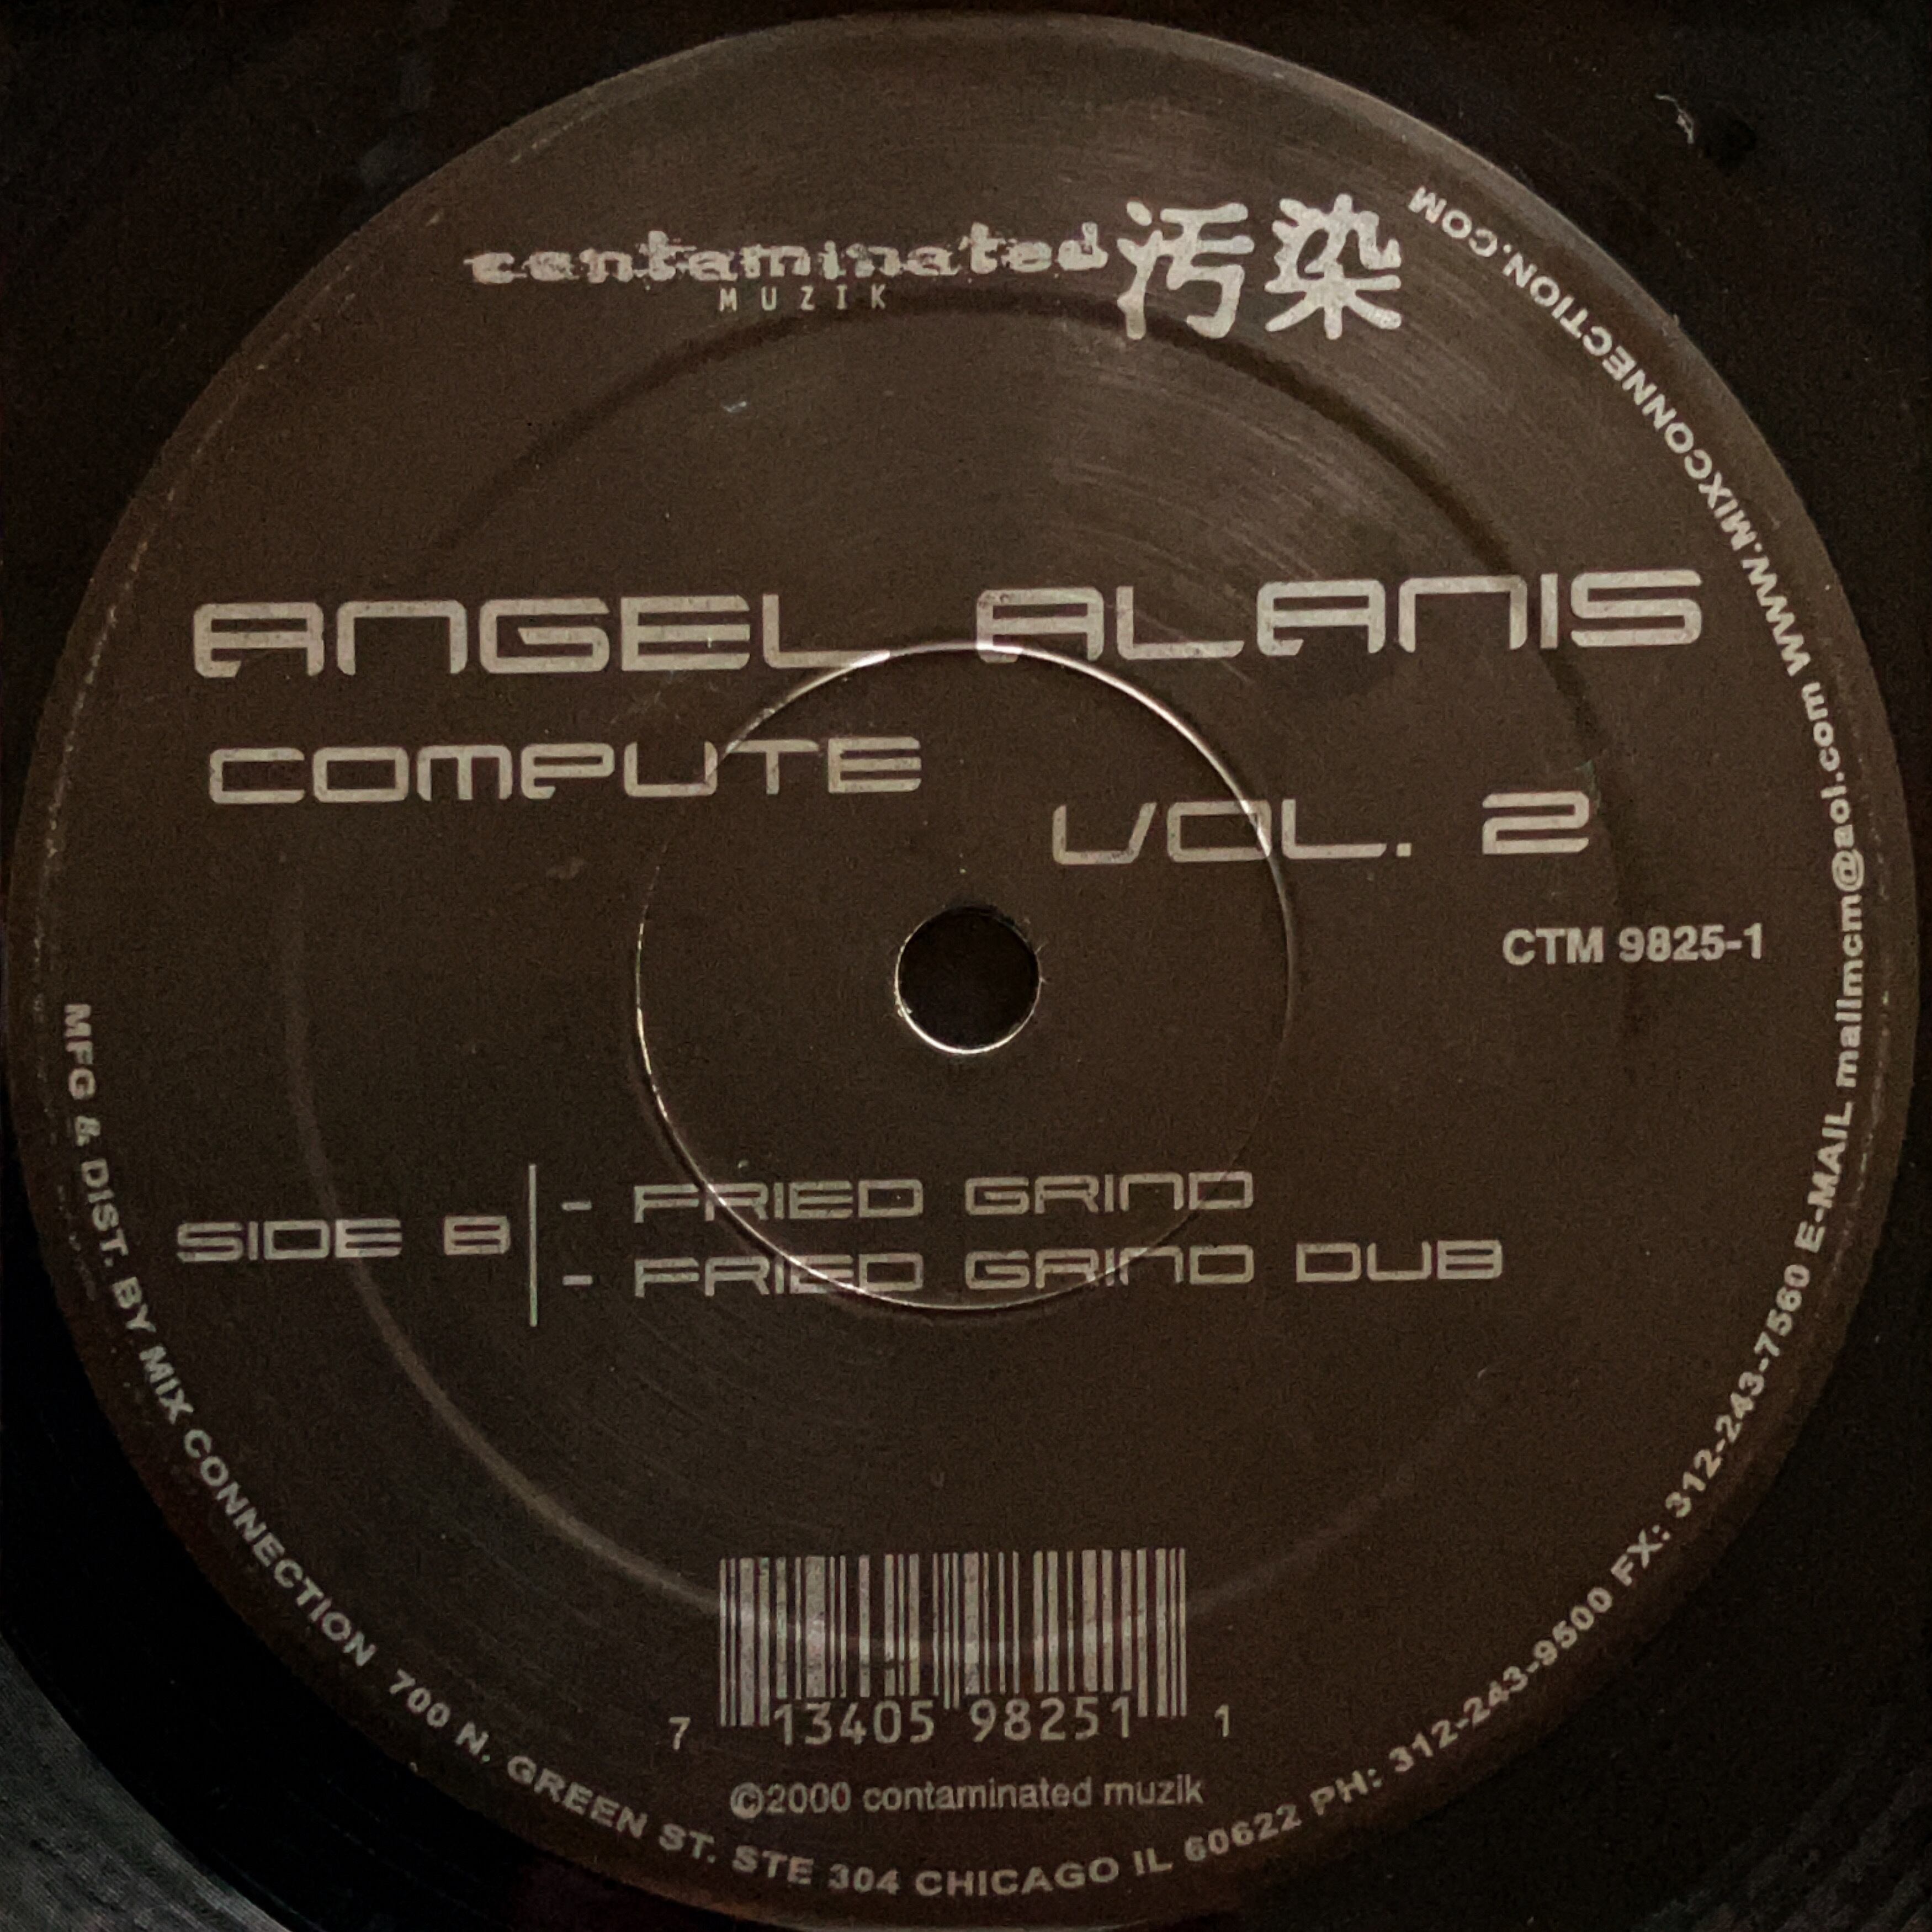 contaminated 汚染
MUZIK
ANGEL ALANIS
COMPUTE
VOL. 2
CTM 9825-1
SIDE B
- FRIED GRIND
- FRIED GRIND DUB
7 13405 98251 1
©2000 contaminated muzik
MFG & DIST. BY MIX CONNECTION 700 N. GREEN ST. STE 304 CHICAGO IL 60622 PH: 312-243-9500 FX: 312-243-7560 E-MAIL mailmcm@aol.com WWW.MIXCONNECTION.COM